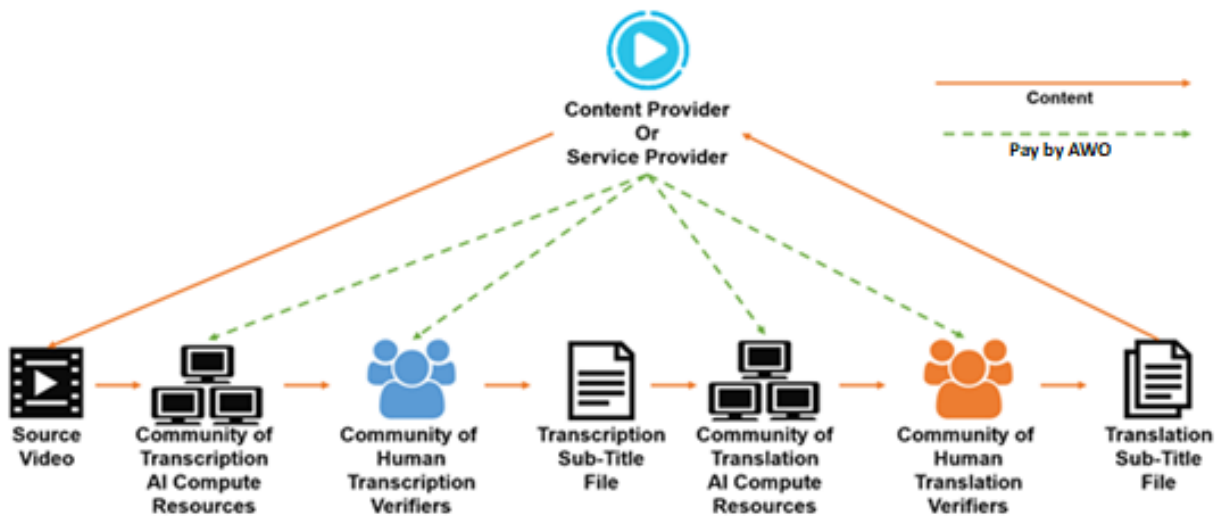 Content Provider
Or
Service Provider
Content
Pay by AWO
Source
Video
Community of
Transcription
AI Compute
Resources
Community of
Human
Transcription
Verifiers
Transcription
Sub-Title
File
Community of
Translation
AI Compute
Resources
Community of
Human
Translation
Verifiers
Translation
Sub-Title
File